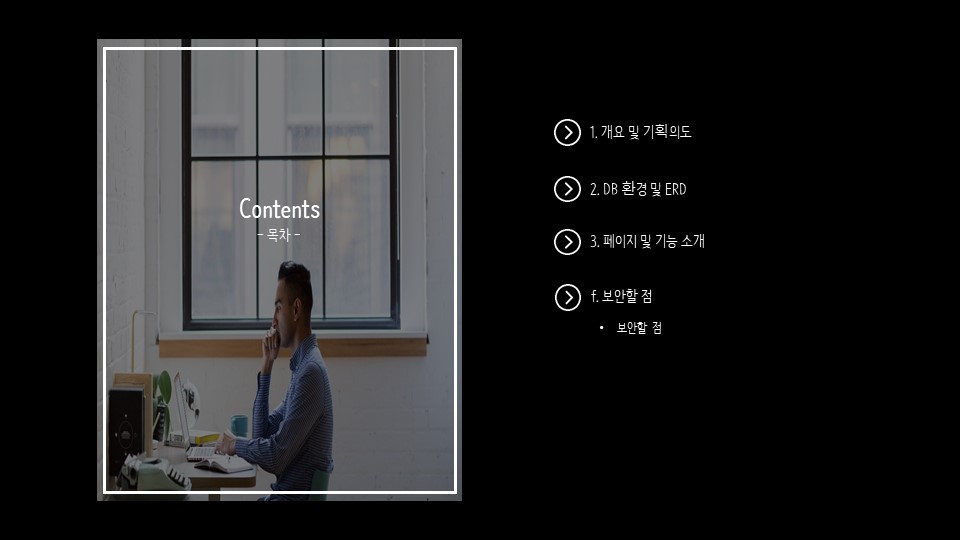 Contents
- 목차 -
1. 개요 및 기획의도
2. DB 환경 및 ERD
3. 페이지 및 기능 소개
f. 보안할 점
• 보안할 점